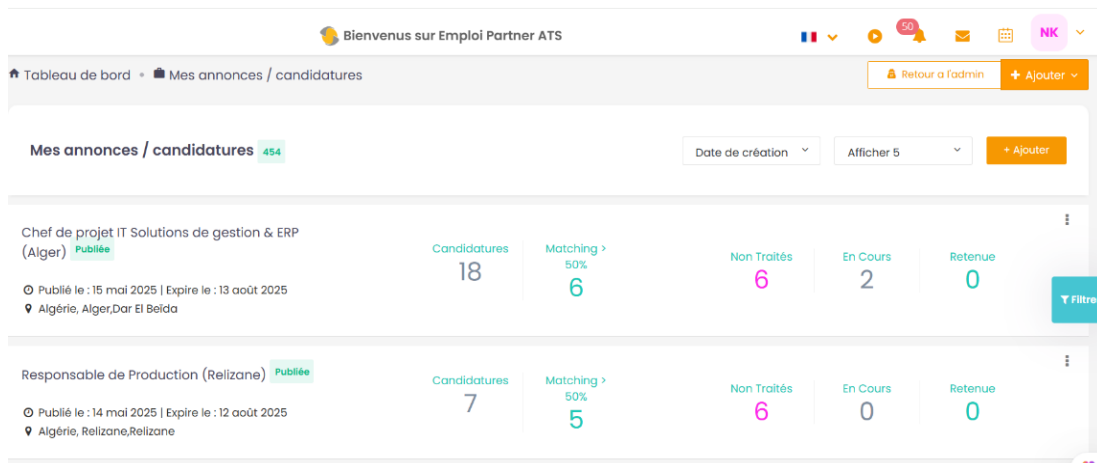 Bienvenus sur Emploi Partner ATS
50
NK
Tableau de bord • Mes annonces / candidatures
Retour a l'admin
+ Ajouter
Mes annonces / candidatures 454
Date de création
Afficher 5
+ Ajouter
Chef de projet IT Solutions de gestion & ERP
(Alger) Publiée
Publié le : 15 mai 2025 | Expire le : 13 août 2025
Algérie, Alger,Dar El Beïda
Candidatures
18
Matching >
50%
6
Non Traités
6
En Cours
2
Retenue
0
Filtre
Responsable de Production (Relizane) Publiée
Publié le : 14 mai 2025 | Expire le : 12 août 2025
Algérie, Relizane,Relizane
Candidatures
7
Matching >
50%
5
Non Traités
6
En Cours
0
Retenue
0